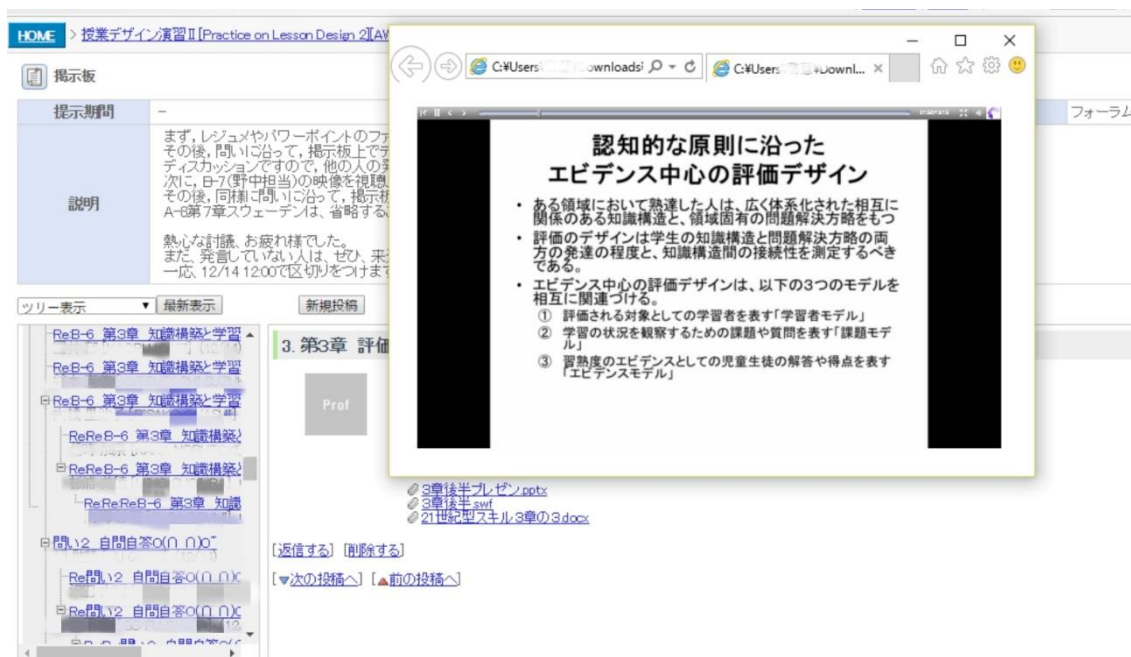 HOME > 授業デザイン演習Ⅱ[Practice on Lesson Design 2][AW
掲示板
提示期間 -
フォーラム
説明
まず,レジュメやパワーポイントのファ
その後,問いに沿って,掲示板上でデ
ディスカッションですので,他の人の発
次に,B-7(野中担当)の映像を視聴
その後,同様に問いに沿って,掲示板
A-8第7章スウェーデンは、省略する
熱心な討議、お疲れ様でした。
また、発言していない人は、ぜひ、来
一応、12/14 12:00で区切りをつけます
ツリー表示 ▼ 最新表示 新規投稿
ReB-6 第3章 知識構築と学習
ReB-6 第3章 知識構築と学習
ReB-6 第3章 知識構築と学習
ReReB-6 第3章 知識構築と
ReReB-6 第3章 知識構築と
ReReReB-6 第3章 知識
問い2 自問自答O(∩_∩)O~
Re問い2 自問自答O(∩_∩)O
Re問い2 自問自答O(∩_∩)O
3. 第3章 評価
Prof
C:¥Users
ownloads
C:¥Users
Downl...
認知的な原則に沿った
エビデンス中心の評価デザイン
• ある領域において熟達した人は、広く体系化された相互に
関係のある知識構造と、領域固有の問題解決方略をもつ
• 評価のデザインは学生の知識構造と問題解決方略の両
方の発達の程度と、知識構造間の接続性を測定するべき
である。
• エビデンス中心の評価デザインは、以下の3つのモデルを
相互に関連づける。
① 評価される対象としての学習者を表す「学習者モデル」
② 学習の状況を観察するための課題や質問を表す「課題モデ
ル」
③ 習熟度のエビデンスとしての児童生徒の解答や得点を表す
「エビデンスモデル」
3章後半プレゼン.pptx
3章後半.swf
21世紀型スキル3章の3.docx
[返信する] [削除する]
[▼次の投稿へ] [▲前の投稿へ]